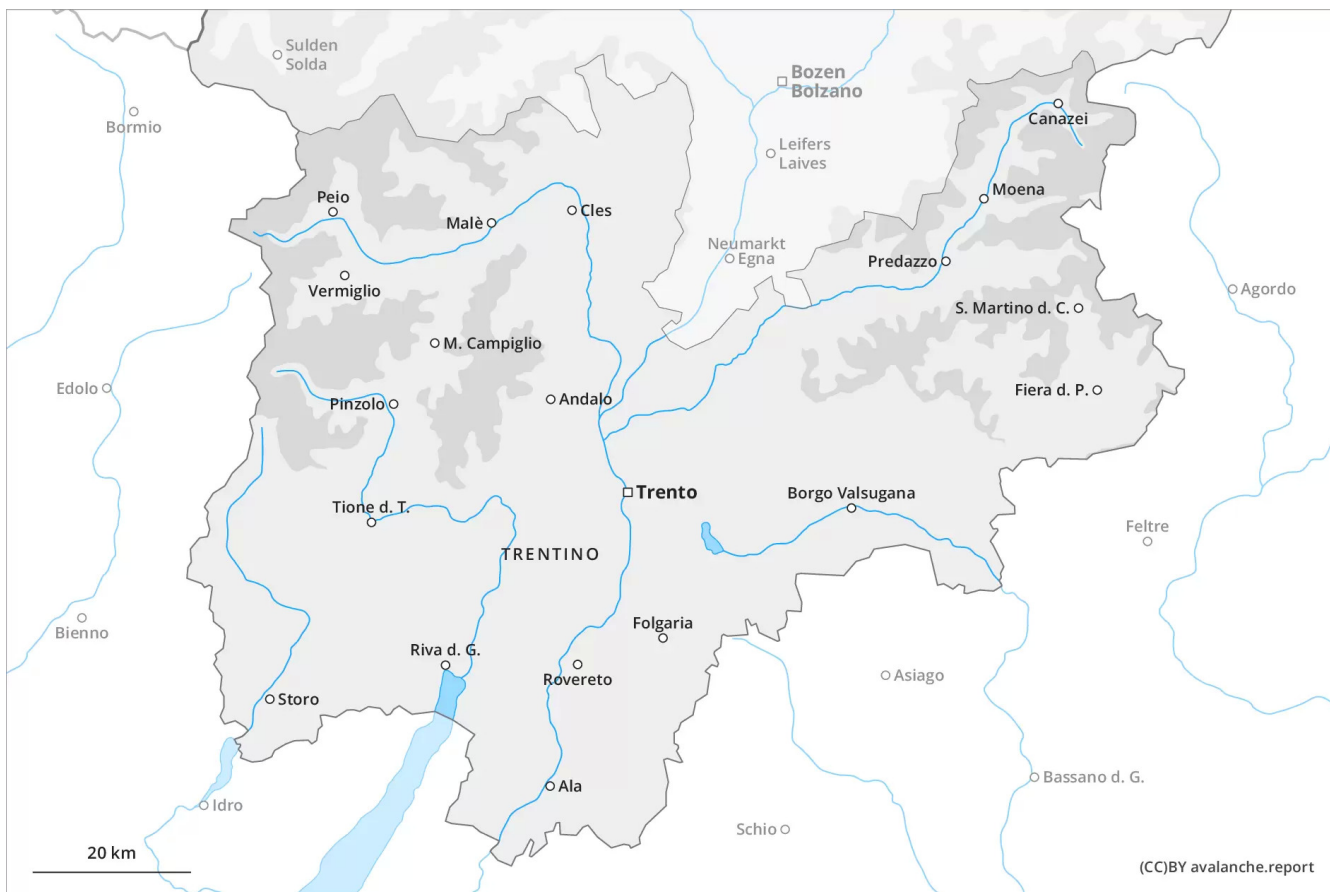 Sulden
Solda
Bozen
Bolzano
Bormio
Canazei
Leifers
Laives
Moena
Peio
Malè
Cles
Neumarkt
Egna
Predazzo
Vermiglio
Agordo
S. Martino d. C.
M. Campiglio
Edolo
Pinzolo
Andalo
Fiera d. P.
Trento
Borgo Valsugana
Tione d. T.
Feltre
TRENTINO
Folgaria
Bienno
Riva d. G.
Rovereto
Asiago
Storo
Bassano d. G.
Ala
Idro
Schio
20 km
(CC)BY avalanche.report